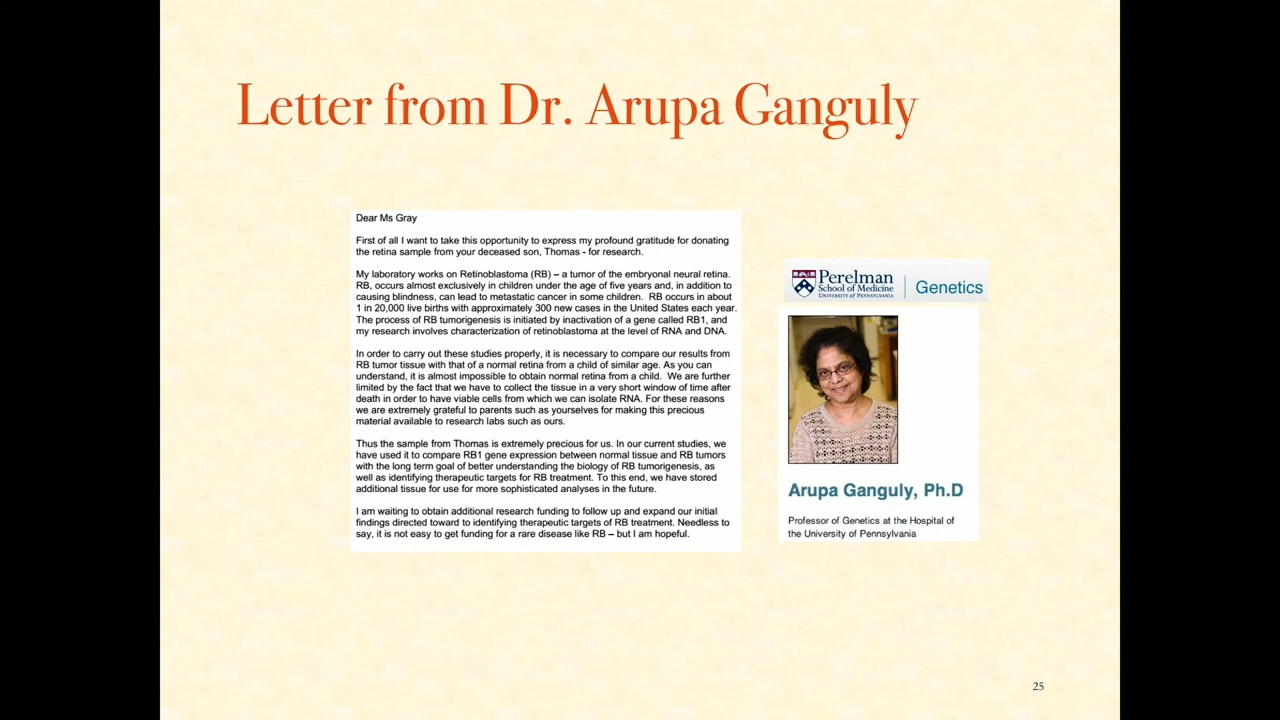 Letter from Dr. Arupa Ganguly
Dear Ms Gray
First of all I want to take this opportunity to express my profound gratitude for donating
the retina sample from your deceased son, Thomas - for research.
My laboratory works on Retinoblastoma (RB) – a tumor of the embryonal neural retina.
RB, occurs almost exclusively in children under the age of five years and, in addition to
causing blindness, can lead to metastatic cancer in some children.  RB occurs in about
1 in 20,000 live births with approximately 300 new cases in the United States each year.
The process of RB tumorigenesis is initiated by inactivation of a gene called RB1, and
my research involves characterization of retinoblastoma at the level of RNA and DNA.
In order to carry out these studies properly, it is necessary to compare our results from
RB tumor tissue with that of a normal retina from a child of similar age. As you can
understand, it is almost impossible to obtain normal retina from a child.  We are further
limited by the fact that we have to collect the tissue in a very short window of time after
death in order to have viable cells from which we can isolate RNA. For these reasons
we are extremely grateful to parents such as yourselves for making this precious
material available to research labs such as ours.
Thus the sample from Thomas is extremely precious for us. In our current studies, we
have used it to compare RB1 gene expression between normal tissue and RB tumors
with the long term goal of better understanding the biology of RB tumorigenesis, as
well as identifying therapeutic targets for RB treatment. To this end, we have stored
additional tissue for use for more sophisticated analyses in the future.
I am waiting to obtain additional research funding to follow up and expand our initial
findings directed toward to identifying therapeutic targets of RB treatment. Needless to
say, it is not easy to get funding for a rare disease like RB – but I am hopeful.
Perelman
School of Medicine
UNIVERSITY of PENNSYLVANIA
Genetics
Arupa Ganguly, Ph.D
Professor of Genetics at the Hospital of
the University of Pennsylvania
25